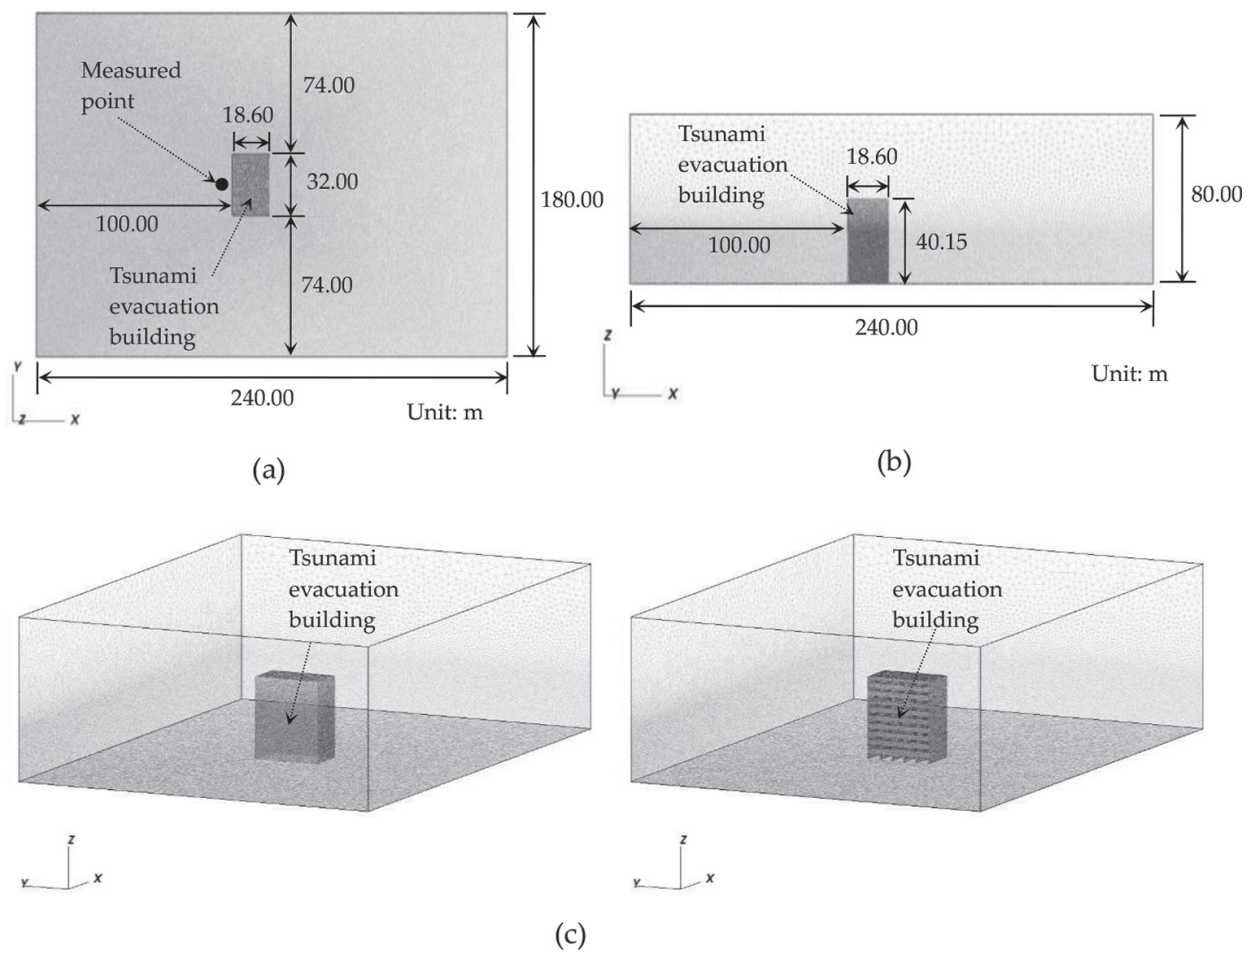 Measured
point
74.00
18.60
32.00
180.00
100.00
Tsunami
evacuation
building
74.00
Y
Z
X
240.00
Unit: m
(a)
Tsunami
evacuation
building
18.60
80.00
100.00
40.15
240.00
Z
Y
X
Unit: m
(b)
Tsunami
evacuation
building
Z
Y
X
Tsunami
evacuation
building
Z
Y
X
(c)